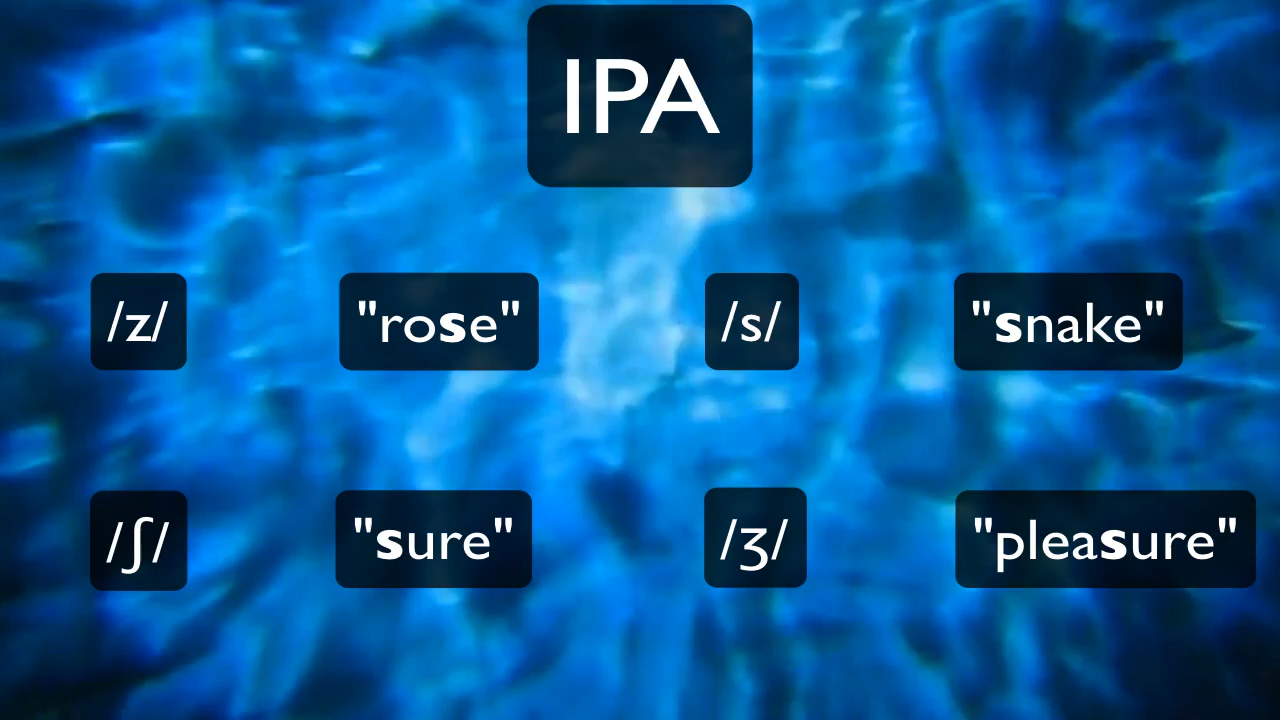 IPA
/z/ "rose" /s/ "snake"
/ʃ/ "sure" /ʒ/ "pleasure"